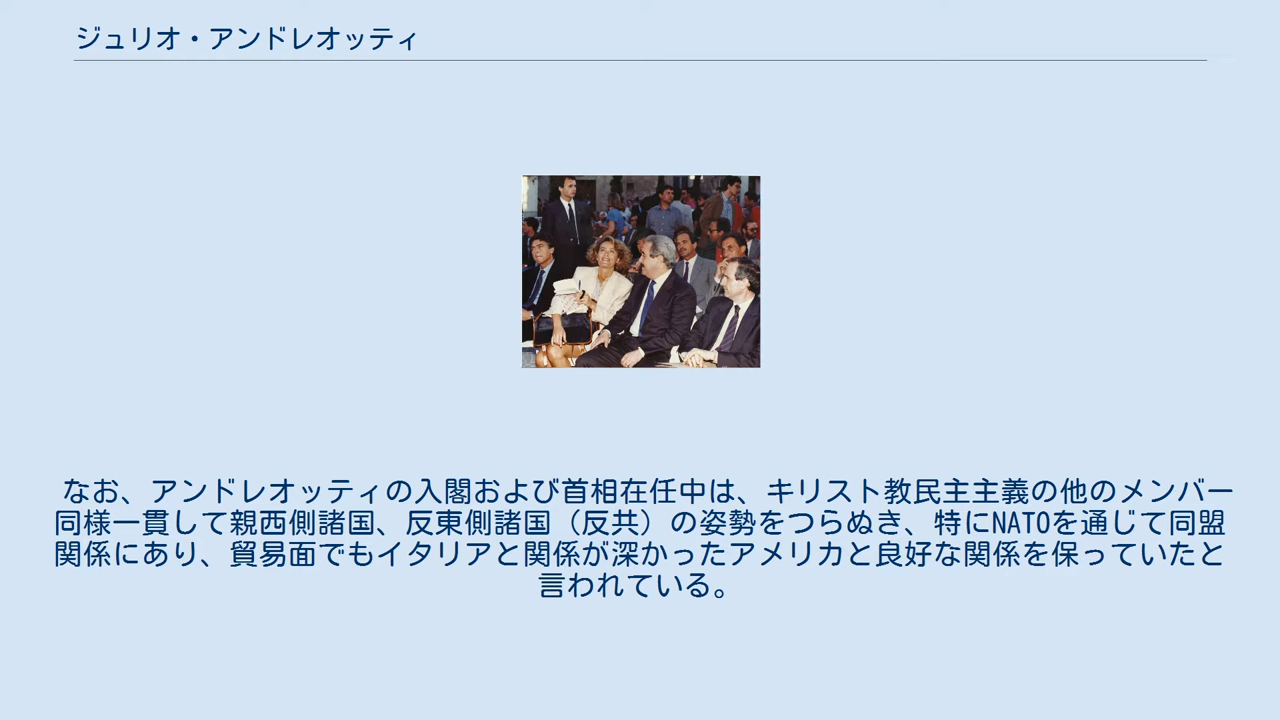 ジュリオ・アンドレオッティ
なお、アンドレオッティの入閣および首相在任中は、キリスト教民主主義の他のメンバー
同様一貫して親西側諸国、反東側諸国（反共）の姿勢をつらぬき、特にNATOを通じて同盟
関係にあり、貿易面でもイタリアと関係が深かったアメリカと良好な関係を保っていたと
言われている。